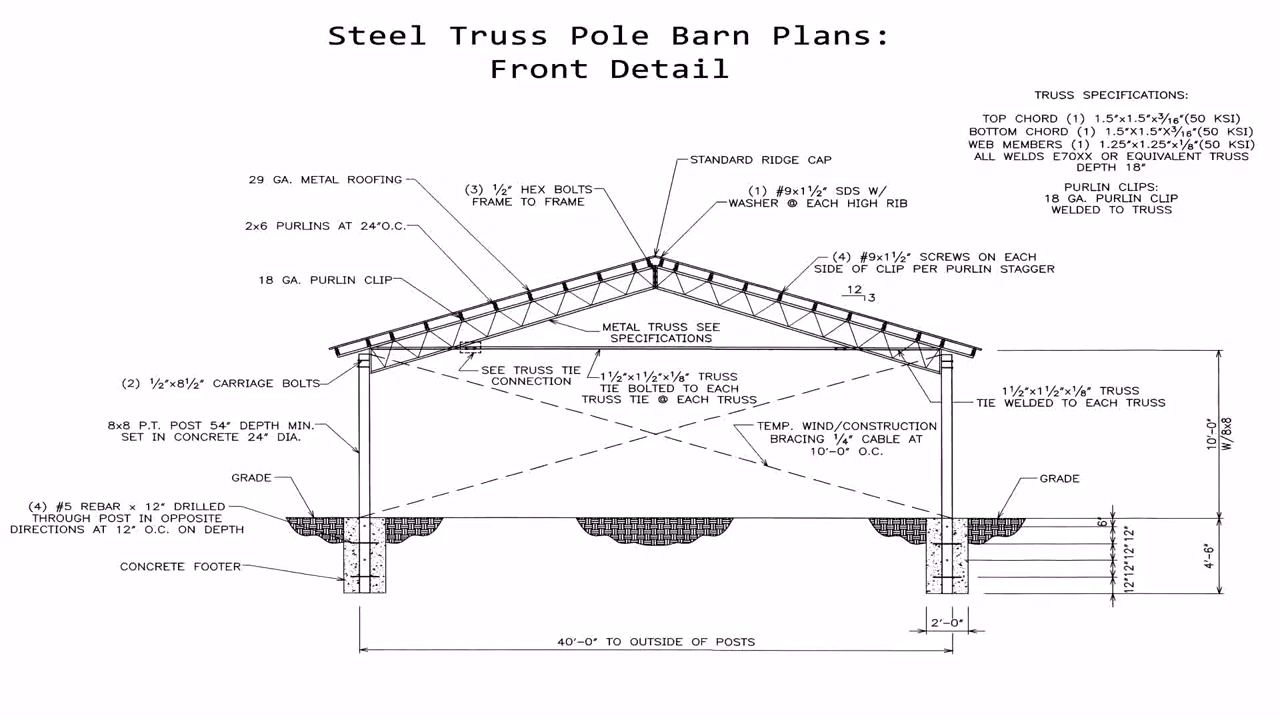 Steel Truss Pole Barn Plans:
Front Detail
TRUSS SPECIFICATIONS:
TOP CHORD (1) 1.5"x1.5"x3/16"(50 KSI)
BOTTOM CHORD (1) 1.5"X1.5"X3/16"(50 KSI)
WEB MEMBERS (1) 1.25"x1.25"x1/8"(50 KSI)
ALL WELDS E70XX OR EQUIVALENT TRUSS
DEPTH 18"
PURLIN CLIPS:
18 GA. PURLIN CLIP
WELDED TO TRUSS
STANDARD RIDGE CAP
29 GA. METAL ROOFING
(3) 1/2" HEX BOLTS
FRAME TO FRAME
(1) #9x1 1/2" SDS W/
WASHER @ EACH HIGH RIB
2x6 PURLINS AT 24"O.C.
(4) #9x1 1/2" SCREWS ON EACH
SIDE OF CLIP PER PURLIN STAGGER
18 GA. PURLIN CLIP
12
3
METAL TRUSS SEE
SPECIFICATIONS
(2) 1/2"x8 1/2" CARRIAGE BOLTS
SEE TRUSS TIE
CONNECTION
1 1/2"x1 1/2"x1/8" TRUSS
TIE BOLTED TO EACH
TRUSS TIE @ EACH TRUSS
1 1/2"x1 1/2"x1/8" TRUSS
TIE WELDED TO EACH TRUSS
8x8 P.T. POST 54" DEPTH MIN.
SET IN CONCRETE 24" DIA.
TEMP. WIND/CONSTRUCTION
BRACING 1/4" CABLE AT
10'-0" O.C.
10'-0"
W/8x8
GRADE
GRADE
(4) #5 REBAR x 12" DRILLED
THROUGH POST IN OPPOSITE
DIRECTIONS AT 12" O.C. ON DEPTH
6"
12"12"12"12"12"
4'-6"
CONCRETE FOOTER
2'-0"
40'-0" TO OUTSIDE OF POSTS